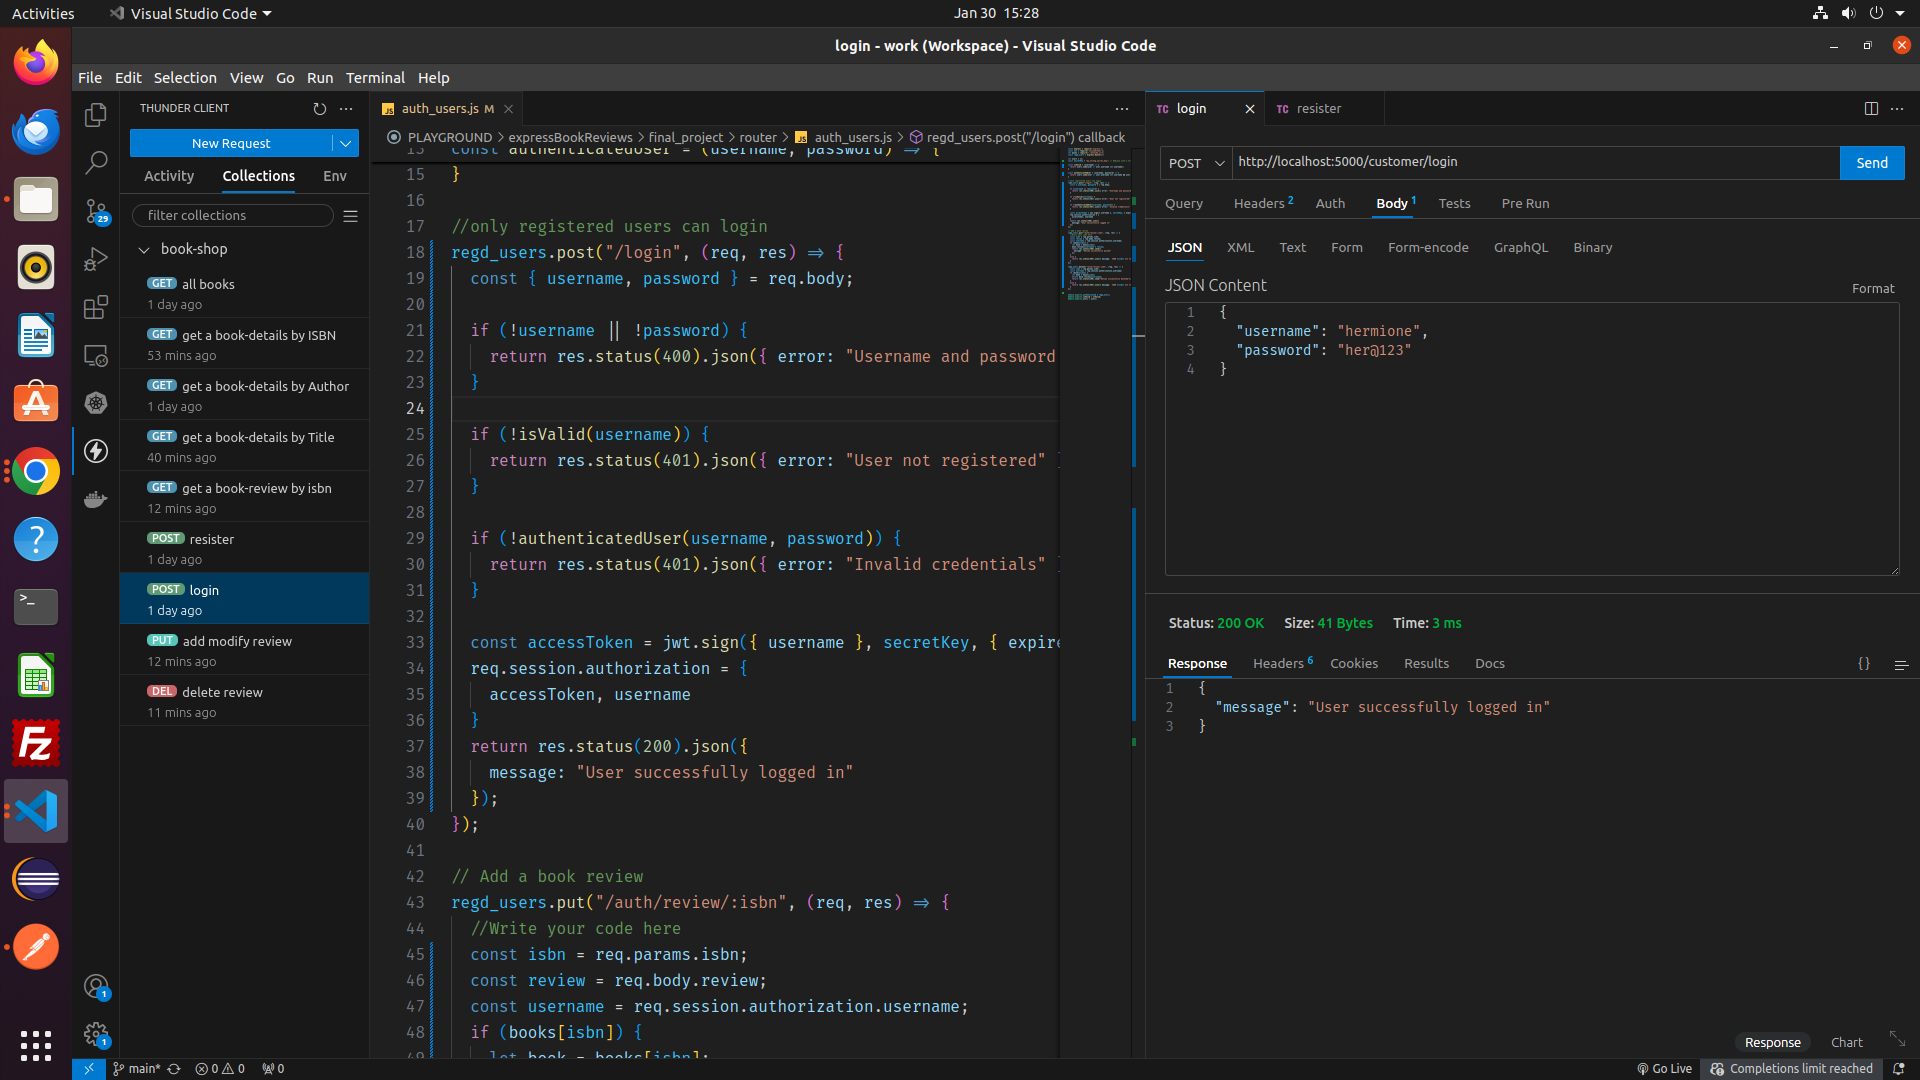 Activities
Visual Studio Code
Jan 30 15:28
login - work (Workspace) - Visual Studio Code
File Edit Selection View Go Run Terminal Help
THUNDER CLIENT
New Request
Activity Collections Env
filter collections
book-shop
GET all books
1 day ago
GET get a book-details by ISBN
53 mins ago
GET get a book-details by Author
1 day ago
GET get a book-details by Title
40 mins ago
GET get a book-review by isbn
12 mins ago
POST resister
1 day ago
POST login
1 day ago
PUT add modify review
12 mins ago
DEL delete review
11 mins ago
29
1
1
auth_users.js M
PLAYGROUND > expressBookReviews > final_project > router > auth_users.js > regd_users.post("/login") callback
13 const authenticatedUser = (username, password) => {
15 }
16
17 //only registered users can login
18 regd_users.post("/login", (req, res) => {
19 const { username, password } = req.body;
20
21 if (!username || !password) {
22 return res.status(400).json({ error: "Username and password
23 }
24
25 if (!isValid(username)) {
26 return res.status(401).json({ error: "User not registered" }
27 }
28
29 if (!authenticatedUser(username, password)) {
30 return res.status(401).json({ error: "Invalid credentials" }
31 }
32
33 const accessToken = jwt.sign({ username }, secretKey, { expire
34 req.session.authorization = {
35 accessToken, username
36 }
37 return res.status(200).json({
38 message: "User successfully logged in"
39 });
40 });
41
42 // Add a book review
43 regd_users.put("/auth/review/:isbn", (req, res) => {
44 //Write your code here
45 const isbn = req.params.isbn;
46 const review = req.body.review;
47 const username = req.session.authorization.username;
48 if (books[isbn]) {
49 let book = books[isbn];
TC login
TC resister
POST http://localhost:5000/customer/login Send
Query Headers 2 Auth Body 1 Tests Pre Run
JSON XML Text Form Form-encode GraphQL Binary
JSON Content
Format
1 {
2 "username": "hermione",
3 "password": "her@123"
4 }
Status: 200 OK Size: 41 Bytes Time: 3 ms
Response Headers 6 Cookies Results Docs
{}
1 {
2 "message": "User successfully logged in"
3 }
Response Chart
main* 0 0 0
Go Live Completions limit reached